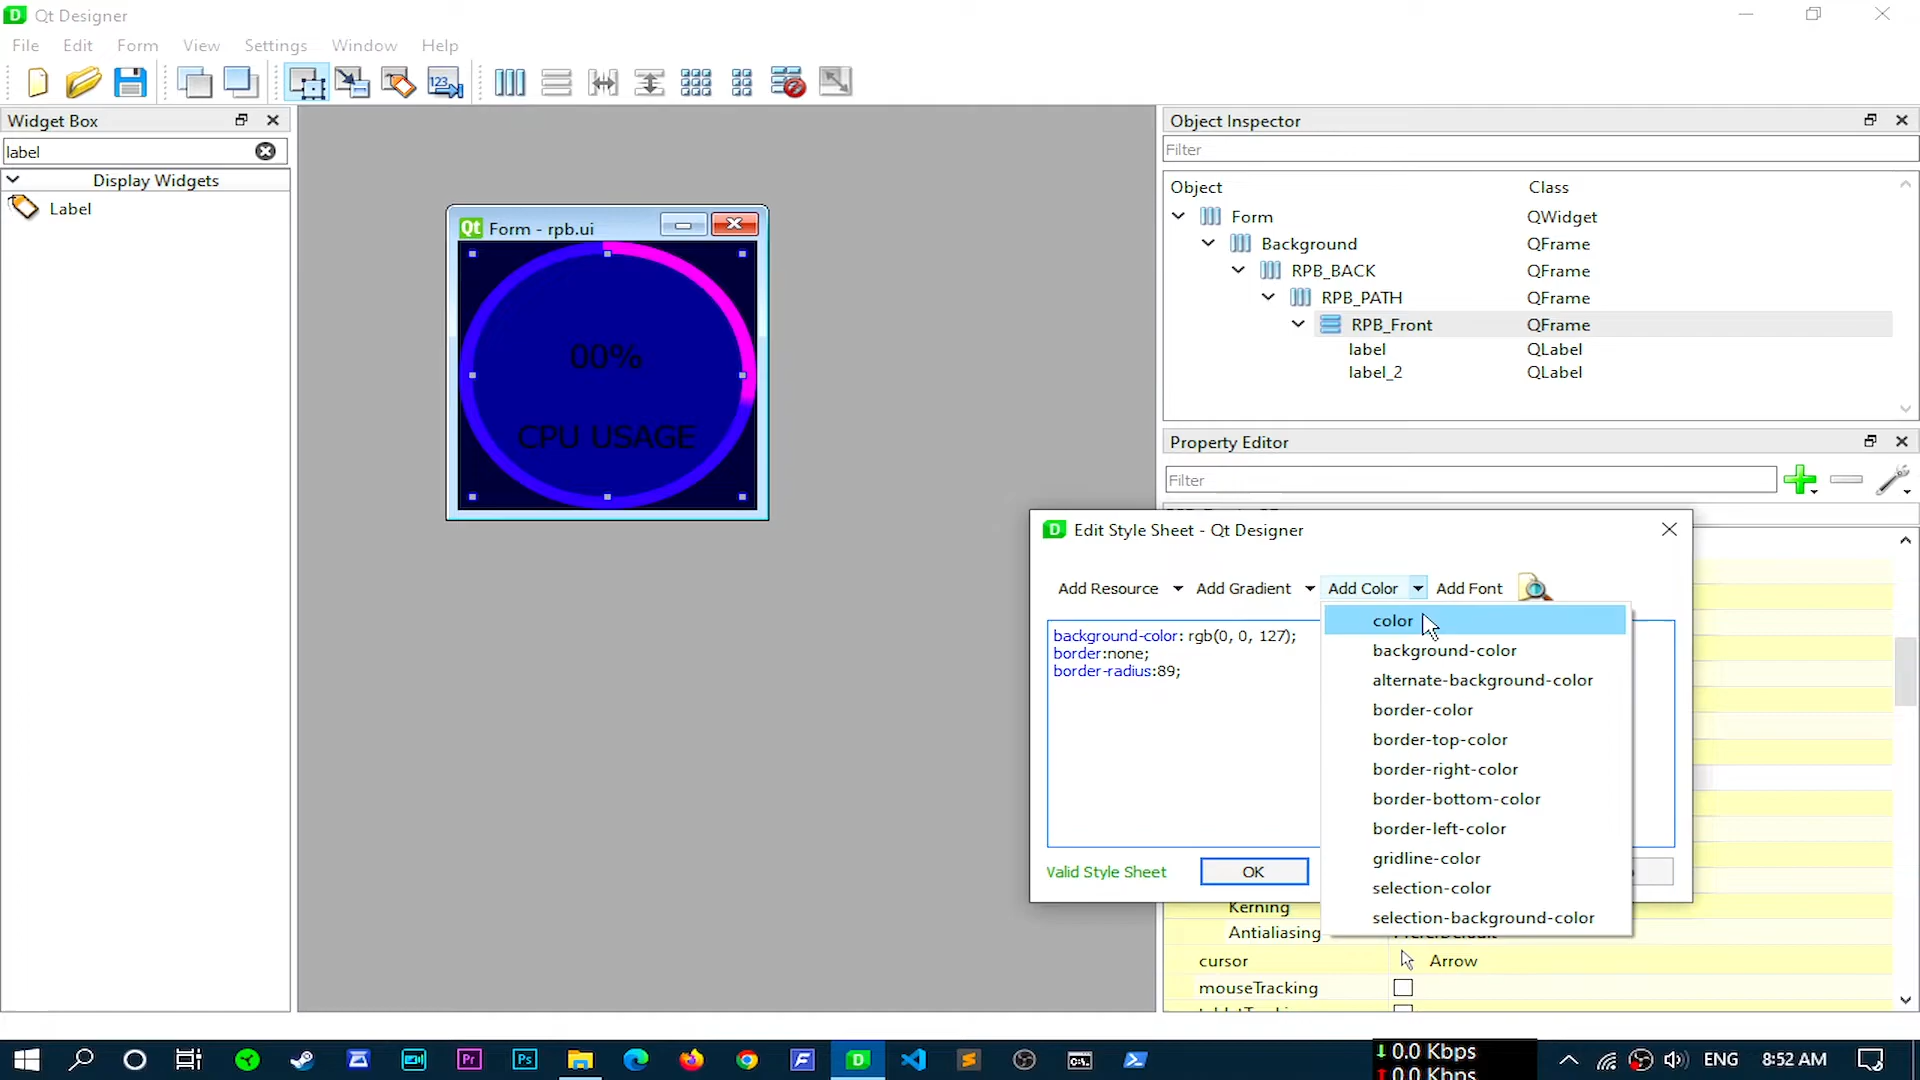 Qt Designer
File Edit Form View Settings Window Help
Widget Box
label
Display Widgets
Label
Form - rpb.ui
00%
CPU USAGE
Object Inspector
Filter
Object Class
Form QWidget
Background QFrame
RPB_BACK QFrame
RPB_PATH QFrame
RPB_Front QFrame
label QLabel
label_2 QLabel
Property Editor
Filter
Edit Style Sheet - Qt Designer
Add Resource Add Gradient Add Color Add Font
background-color: rgb(0, 0, 127);
border:none;
border-radius:89;
color
background-color
alternate-background-color
border-color
border-top-color
border-right-color
border-bottom-color
border-left-color
gridline-color
selection-color
selection-background-color
Valid Style Sheet OK
Kerning
Antialiasing
cursor Arrow
mouseTracking
0.0 Kbps
0.0 Kbps
ENG 8:52 AM